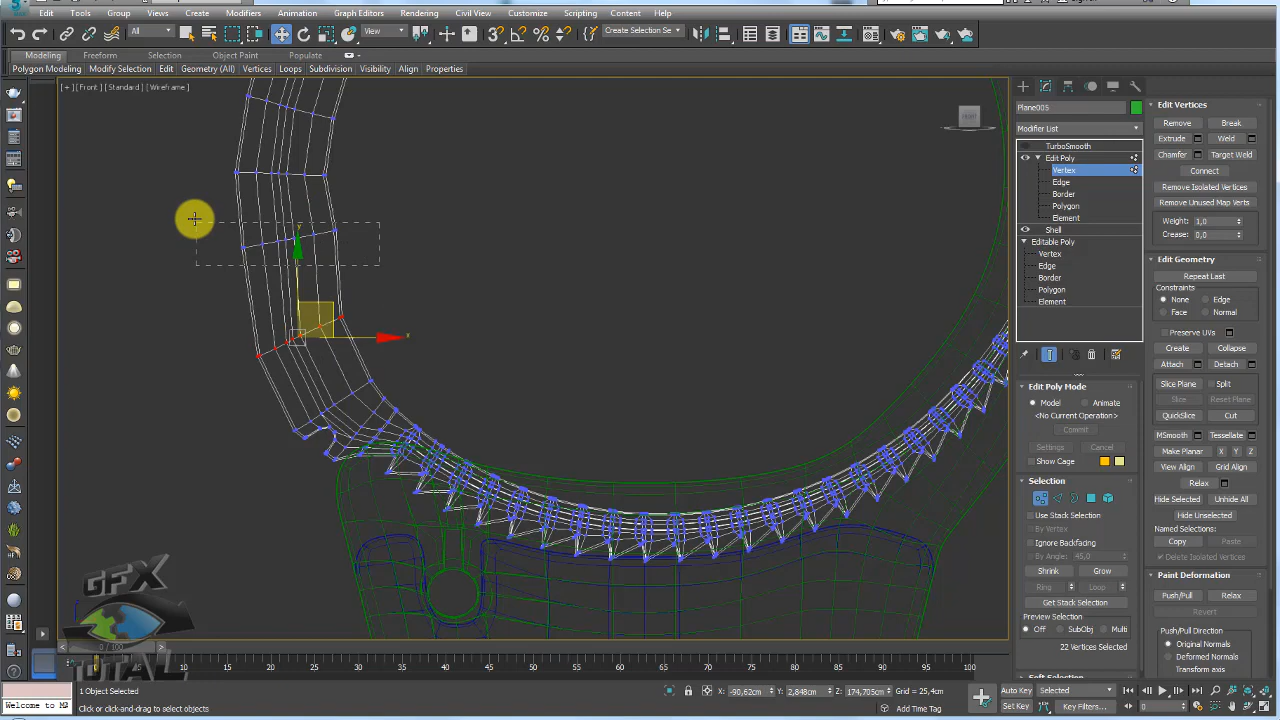 Edit Tools Group Views Create Modifiers Animation Graph Editors Rendering Civil View Customize Scripting Content Help
All View Create Selection Se
Modeling Freeform Selection Object Paint Populate
Polygon Modeling Modify Selection Edit Geometry (All) Vertices Loops Subdivision Visibility Align Properties
[+] [Front] [Standard] [Wireframe]
FRONT
y
x
Plane005
Modifier List
TurboSmooth
Edit Poly
Vertex
Edge
Border
Polygon
Element
Shell
Editable Poly
Vertex
Edge
Border
Polygon
Element
Edit Poly Mode
Model Animate
<No Current Operation>
Commit
Settings Cancel
Show Cage
Selection
Use Stack Selection
By Vertex
Ignore Backfacing
By Angle: 45,0
Shrink Grow
Ring Loop
Get Stack Selection
Preview Selection
Off SubObj Multi
22 Vertices Selected
Soft Selection
Edit Vertices
Remove Break
Extrude Weld
Chamfer Target Weld
Connect
Remove Isolated Vertices
Remove Unused Map Verts
Weight: 1,0
Crease: 0,0
Edit Geometry
Repeat Last
Constraints
None Edge
Face Normal
Preserve UVs
Create Collapse
Attach Detach
Slice Plane Split
Slice Reset Plane
QuickSlice Cut
MSmooth Tessellate
Make Planar X Y Z
View Align Grid Align
Relax
Hide Selected Unhide All
Hide Unselected
Named Selections:
Copy Paste
Delete Isolated Vertices
Paint Deformation
Push/Pull Relax
Revert
Push/Pull Direction
Original Normals
Deformed Normals
Transform axis
GFX
TOTAL
0 / 100
15 20 25 30 35 40 45 50 55 60 65 70 75 80 85 90 95 100
Welcome to M
1 Object Selected
Click or click-and-drag to select objects
X: -90,62cm Y: 2,848cm Z: 174,705cm Grid = 25,4cm
Add Time Tag
Auto Key Selected
Set Key Key Filters...
0